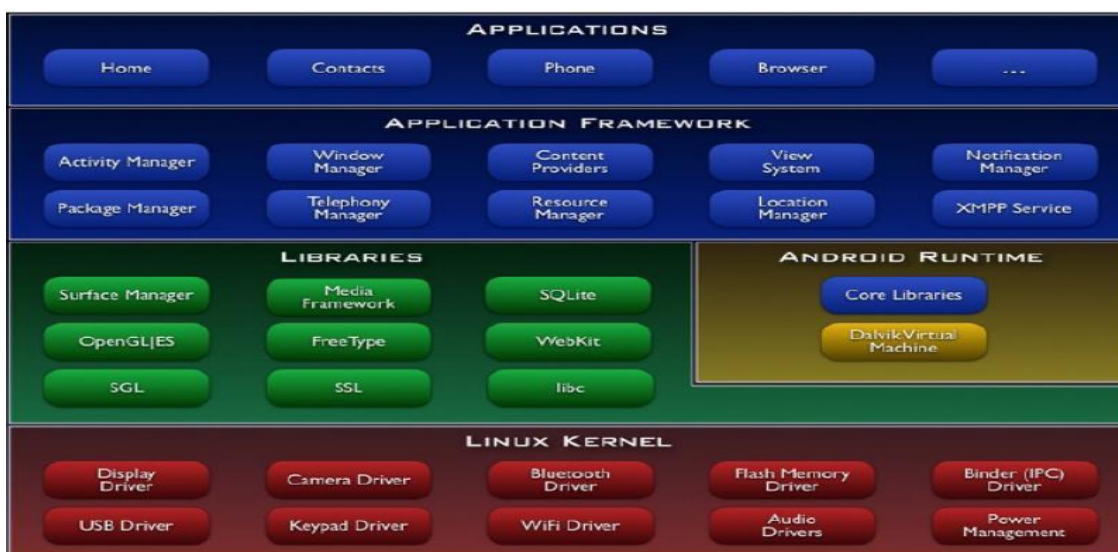 APPLICATIONS
Home
Contacts
Phone
Browser
...
APPLICATION FRAMEWORK
Activity Manager
Window
Manager
Content
Providers
View
System
Notification
Manager
Package Manager
Telephony
Manager
Resource
Manager
Location
Manager
XMPP Service
LIBRARIES
Surface Manager
Media
Framework
SQLite
OpenGL|ES
FreeType
WebKit
SGL
SSL
libc
ANDROID RUNTIME
Core Libraries
DalvikVirtual
Machine
LINUX KERNEL
Display
Driver
Camera Driver
Bluetooth
Driver
Flash Memory
Driver
Binder (IPC)
Driver
USB Driver
Keypad Driver
WiFi Driver
Audio
Drivers
Power
Management